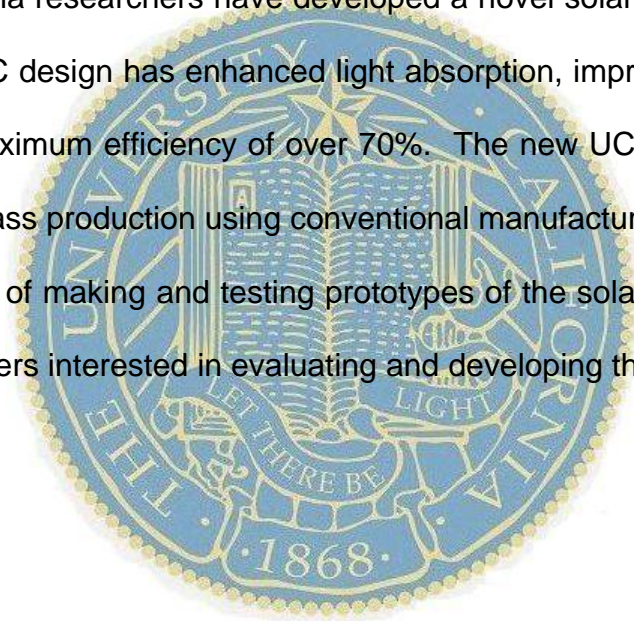 ia researchers have developed a novel solar
C design has enhanced light absorption, impr
ximum efficiency of over 70%. The new UC
ass production using conventional manufactur
of making and testing prototypes of the sola
ers interested in evaluating and developing th
THE UNIVERSITY OF CALIFORNIA
LET THERE BE LIGHT
·1868·